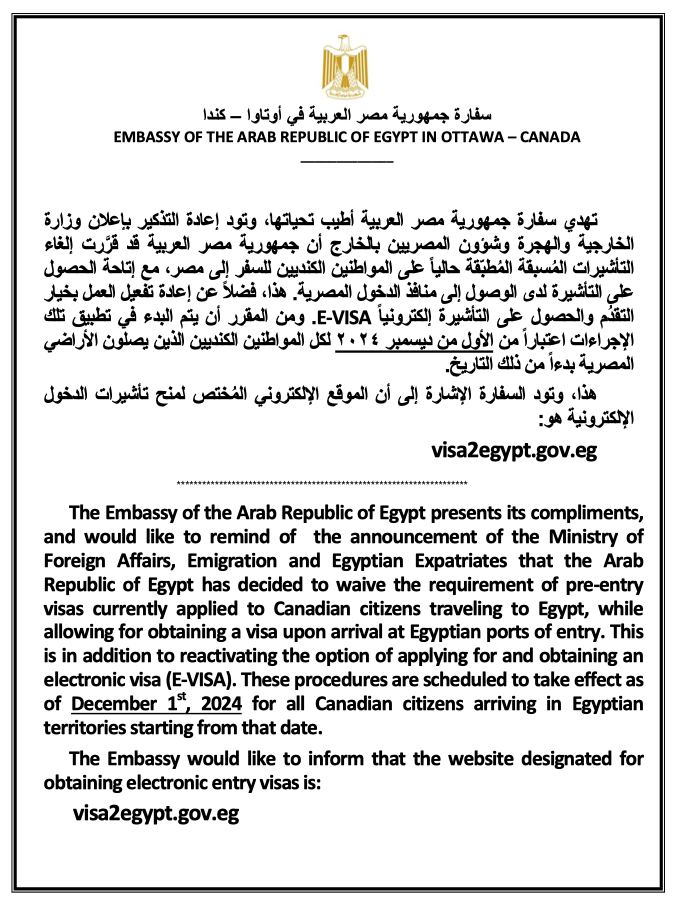 سفارة جمهورية مصر العربية في أوتاوا – كندا
EMBASSY OF THE ARAB REPUBLIC OF EGYPT IN OTTAWA – CANADA
تهدي سفارة جمهورية مصر العربية أطيب تحياتها، وتود إعادة التذكير بإعلان وزارة
الخارجية والهجرة وشؤون المصريين بالخارج أن جمهورية مصر العربية قد قرَّرت إلغاء
التأشيرات المُسبقة المُطبّقة حالياً على المواطنين الكنديين للسفر إلى مصر، مع إتاحة الحصول
على التأشيرة لدى الوصول إلى منافذ الدخول المصرية. هذا، فضلاً عن إعادة تفعيل العمل بخيار
التقدُم والحصول على التأشيرة إلكترونياً E-VISA. ومن المقرر أن يتم البدء في تطبيق تلك
الإجراءات اعتباراً من الأول من ديسمبر ٢٠٢٤ لكل المواطنين الكنديين الذين يصلون الأراضي
المصرية بدءاً من ذلك التاريخ.
هذا، وتود السفارة الإشارة إلى أن الموقع الإلكتروني المُختص لمنح تأشيرات الدخول
الإلكترونية هو:
visa2egypt.gov.eg
*********************************************************************
The Embassy of the Arab Republic of Egypt presents its compliments,
and would like to remind of the announcement of the Ministry of
Foreign Affairs, Emigration and Egyptian Expatriates that the Arab
Republic of Egypt has decided to waive the requirement of pre-entry
visas currently applied to Canadian citizens traveling to Egypt, while
allowing for obtaining a visa upon arrival at Egyptian ports of entry. This
is in addition to reactivating the option of applying for and obtaining an
electronic visa (E-VISA). These procedures are scheduled to take effect as
of December 1st, 2024 for all Canadian citizens arriving in Egyptian
territories starting from that date.
The Embassy would like to inform that the website designated for
obtaining electronic entry visas is:
visa2egypt.gov.eg